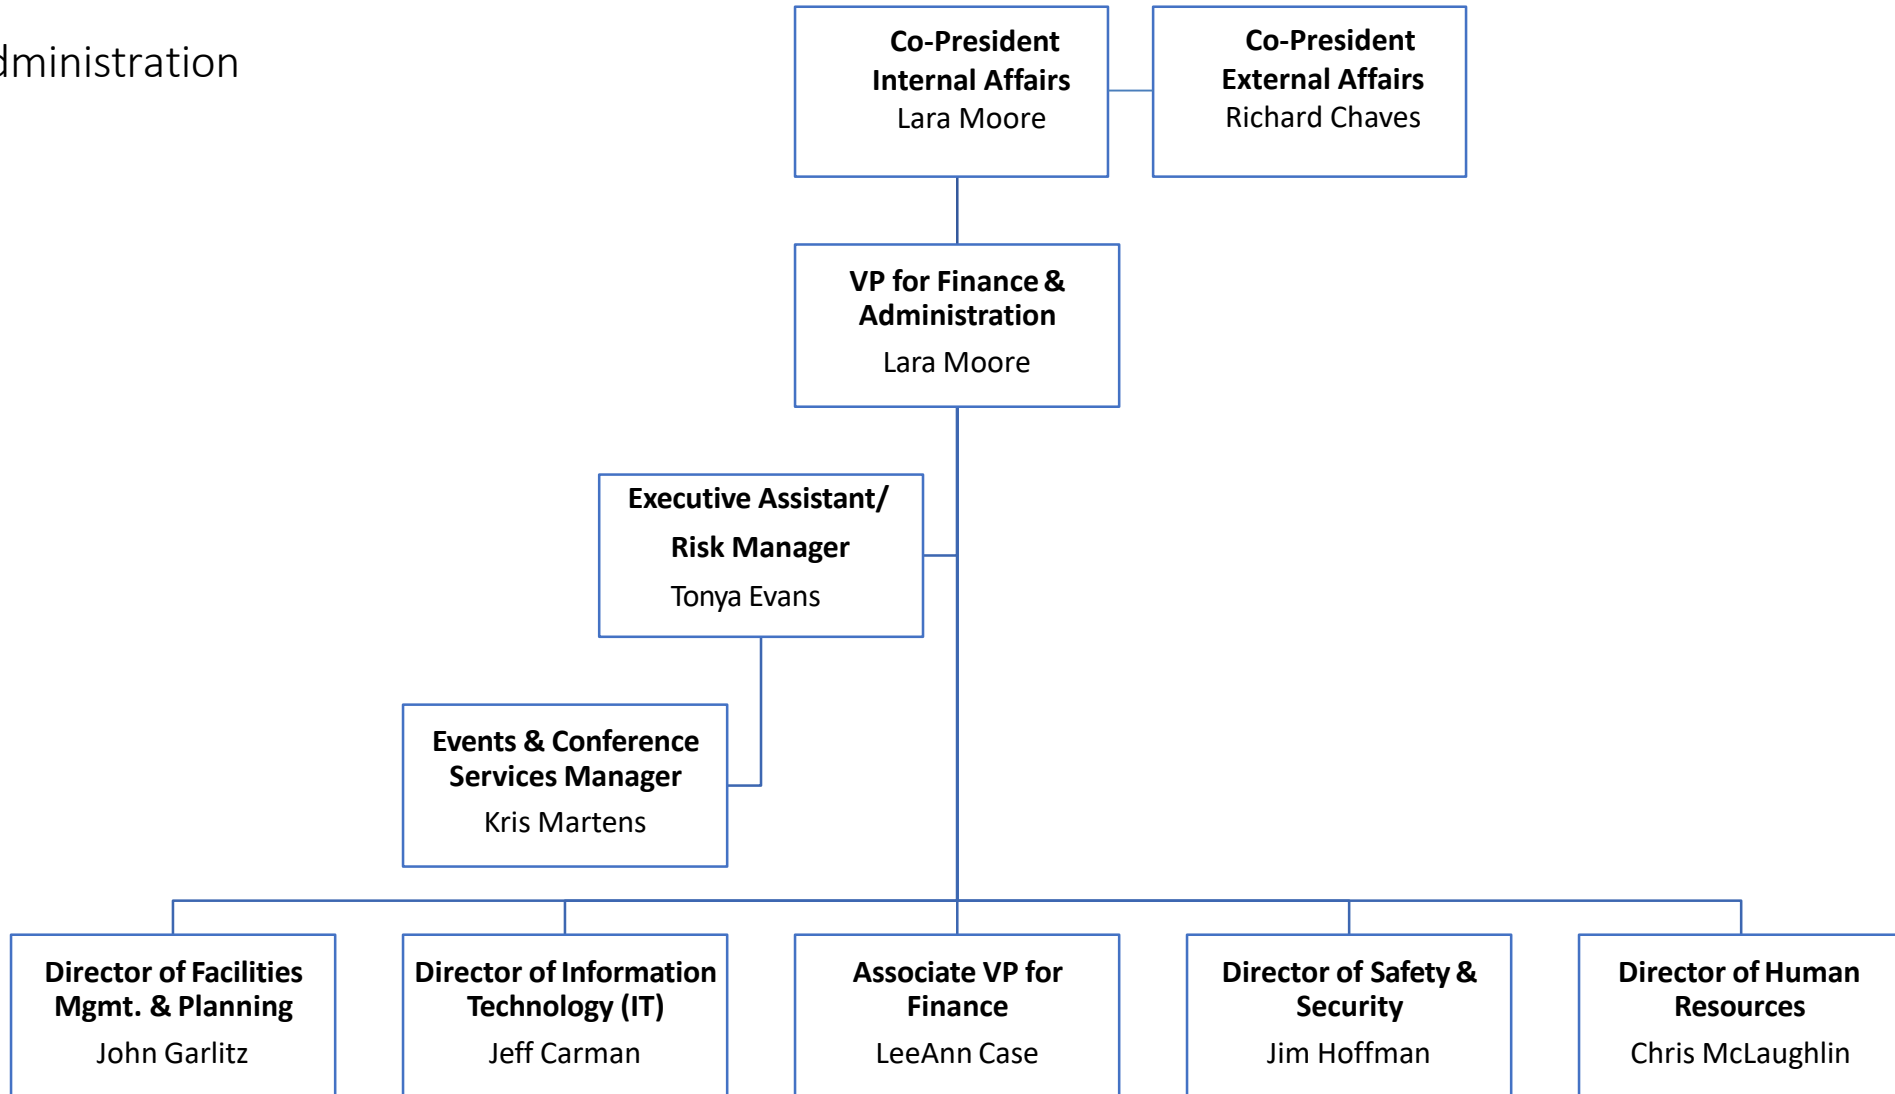 dministration
Co-President
Internal Affairs
Lara Moore
Co-President
External Affairs
Richard Chaves
VP for Finance &
Administration
Lara Moore
Executive Assistant/
Risk Manager
Tonya Evans
Events & Conference
Services Manager
Kris Martens
Director of Facilities
Mgmt. & Planning
John Garlitz
Director of Information
Technology (IT)
Jeff Carman
Associate VP for
Finance
LeeAnn Case
Director of Safety &
Security
Jim Hoffman
Director of Human
Resources
Chris McLaughlin